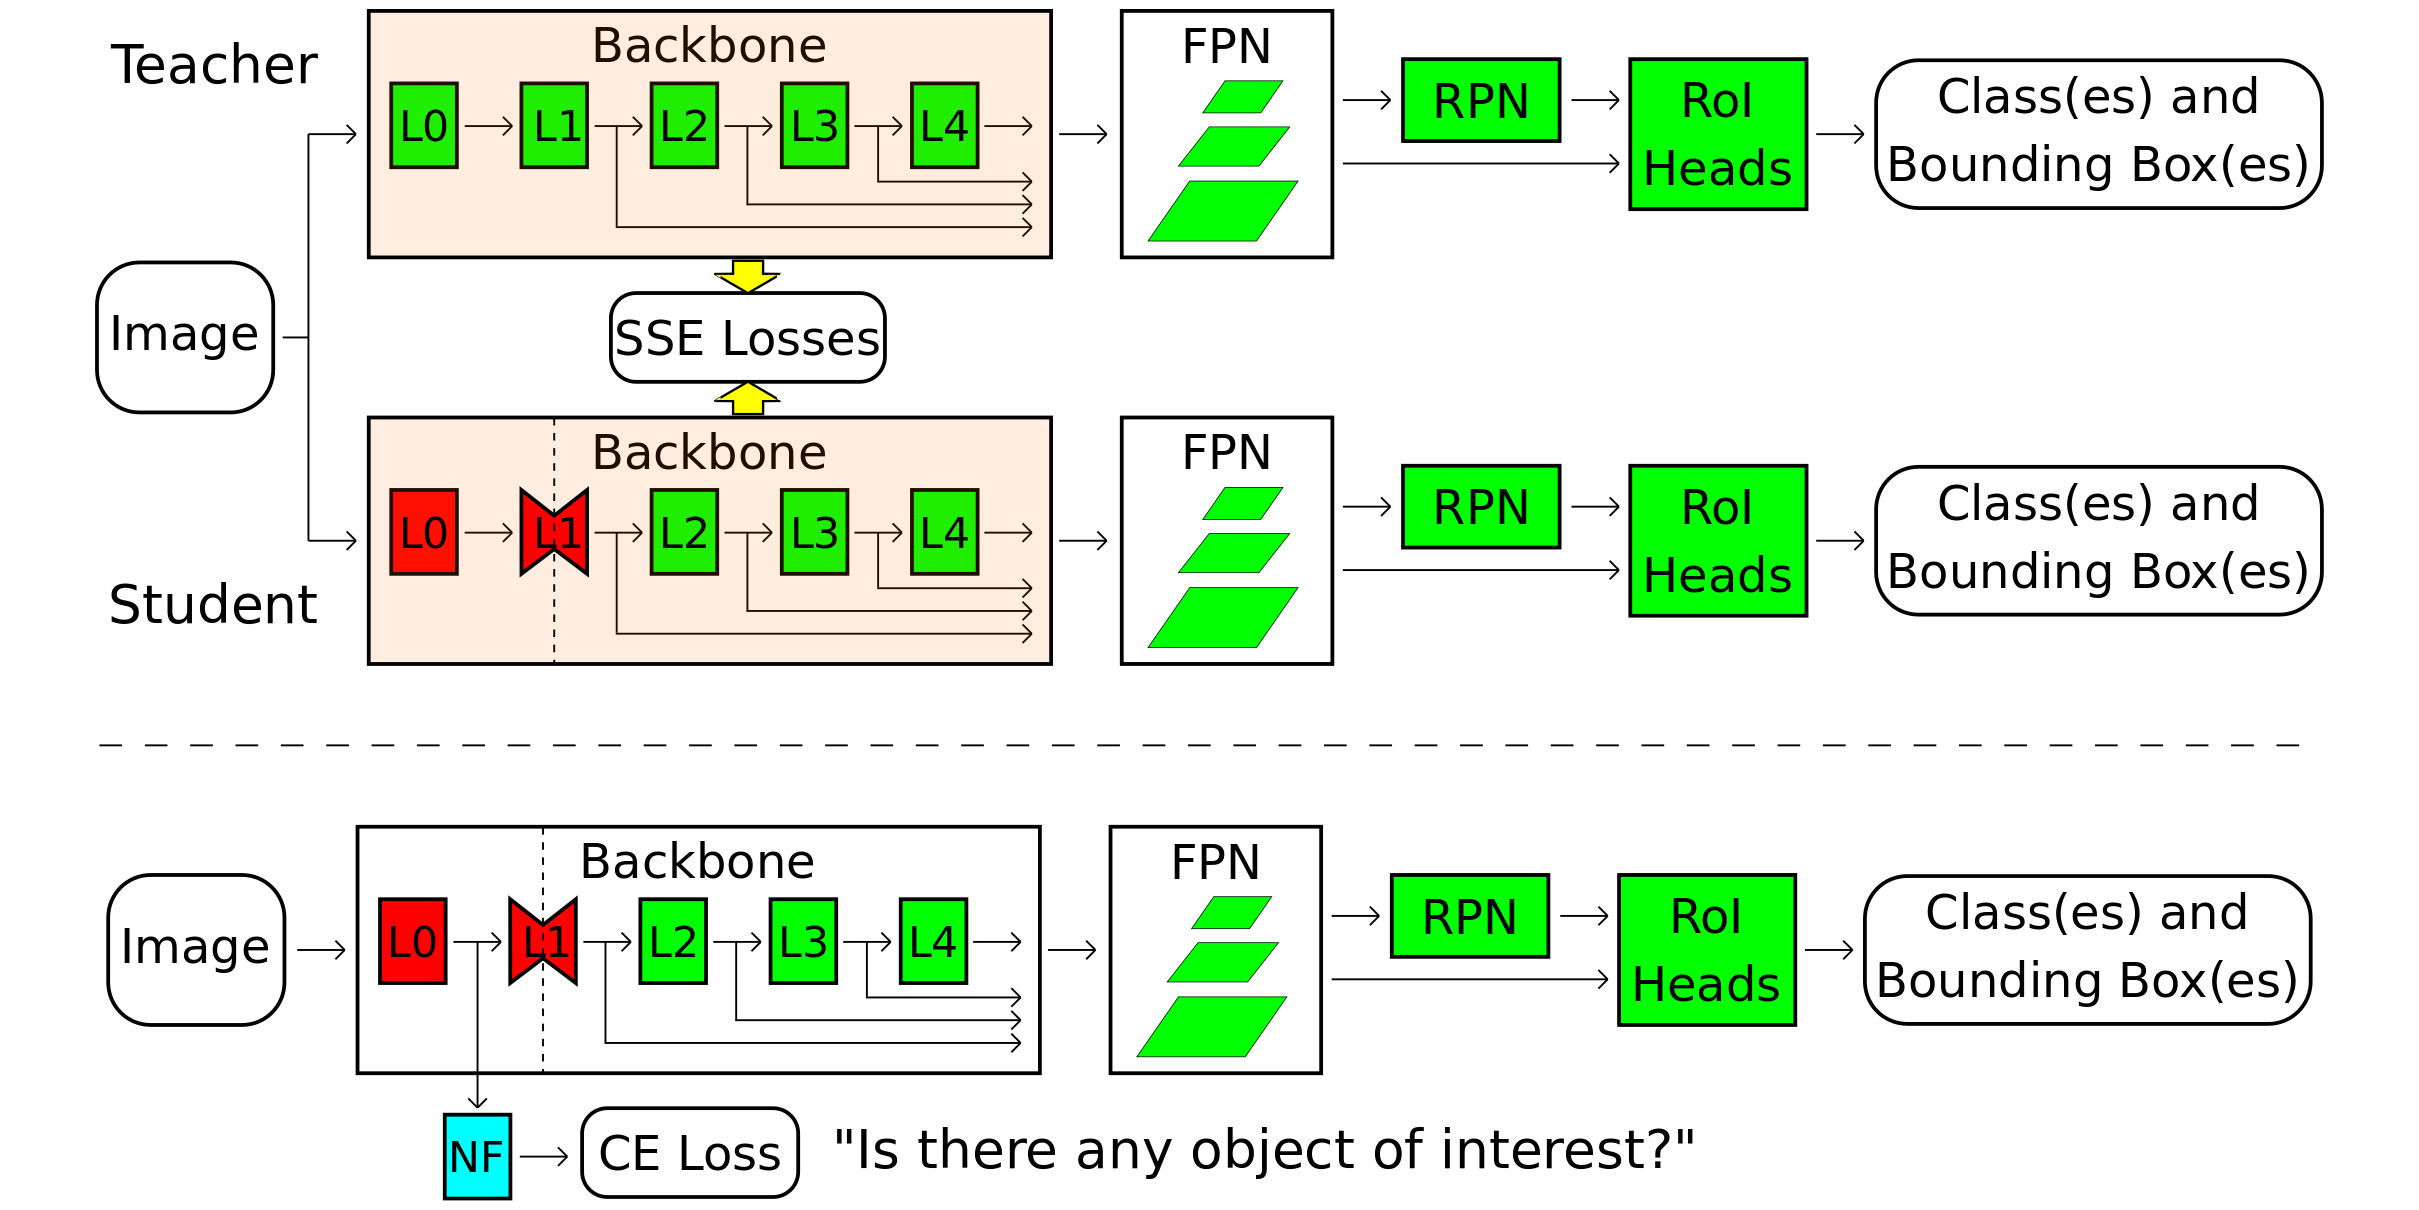 Teacher
Backbone
L0 L1 L2 L3 L4
FPN
RPN
RoI
Heads
Class(es) and
Bounding Box(es)
Image
SSE Losses
Student
Backbone
L0 L1 L2 L3 L4
FPN
RPN
RoI
Heads
Class(es) and
Bounding Box(es)
Image
Backbone
L0 L1 L2 L3 L4
FPN
RPN
RoI
Heads
Class(es) and
Bounding Box(es)
NF
CE Loss
"Is there any object of interest?"